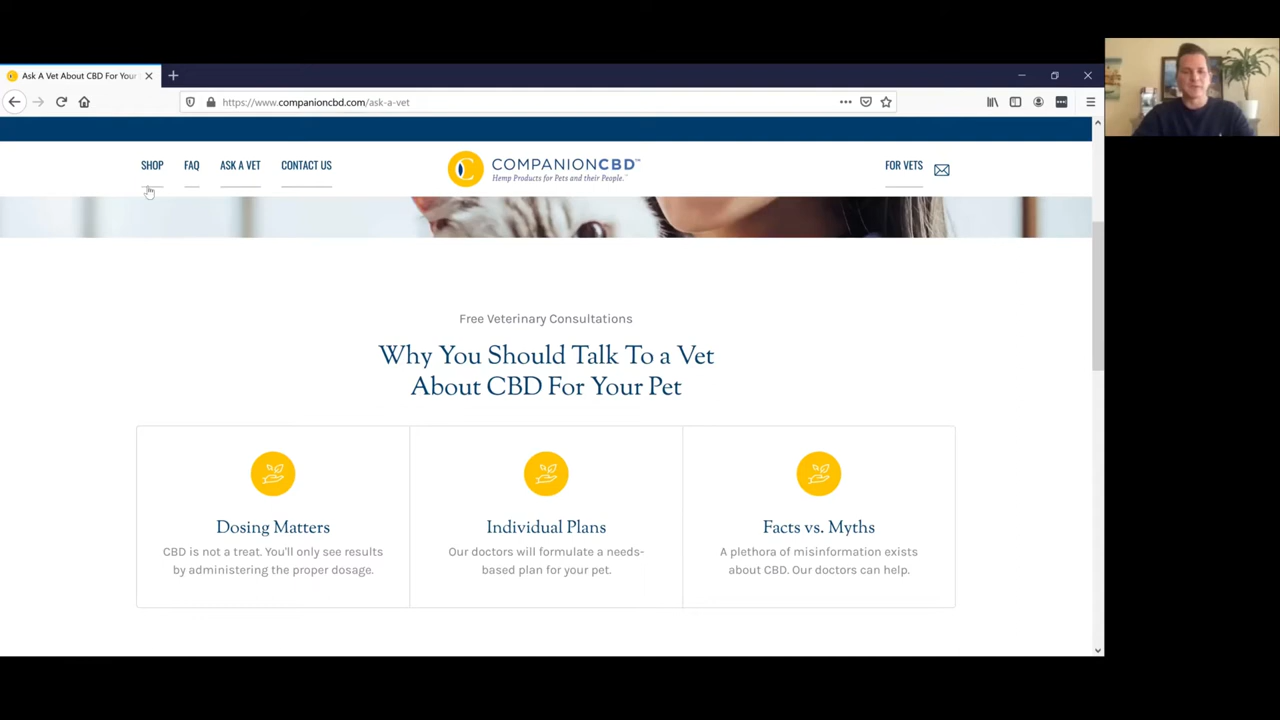 Ask A Vet About CBD For Your
https://www.companioncbd.com/ask-a-vet
SHOP
FAQ
ASK A VET
CONTACT US
COMPANIONCBD™
Hemp Products for Pets and their People.™
FOR VETS
Free Veterinary Consultations
Why You Should Talk To a Vet
About CBD For Your Pet
Dosing Matters
CBD is not a treat. You'll only see results
by administering the proper dosage.
Individual Plans
Our doctors will formulate a needs-
based plan for your pet.
Facts vs. Myths
A plethora of misinformation exists
about CBD. Our doctors can help.